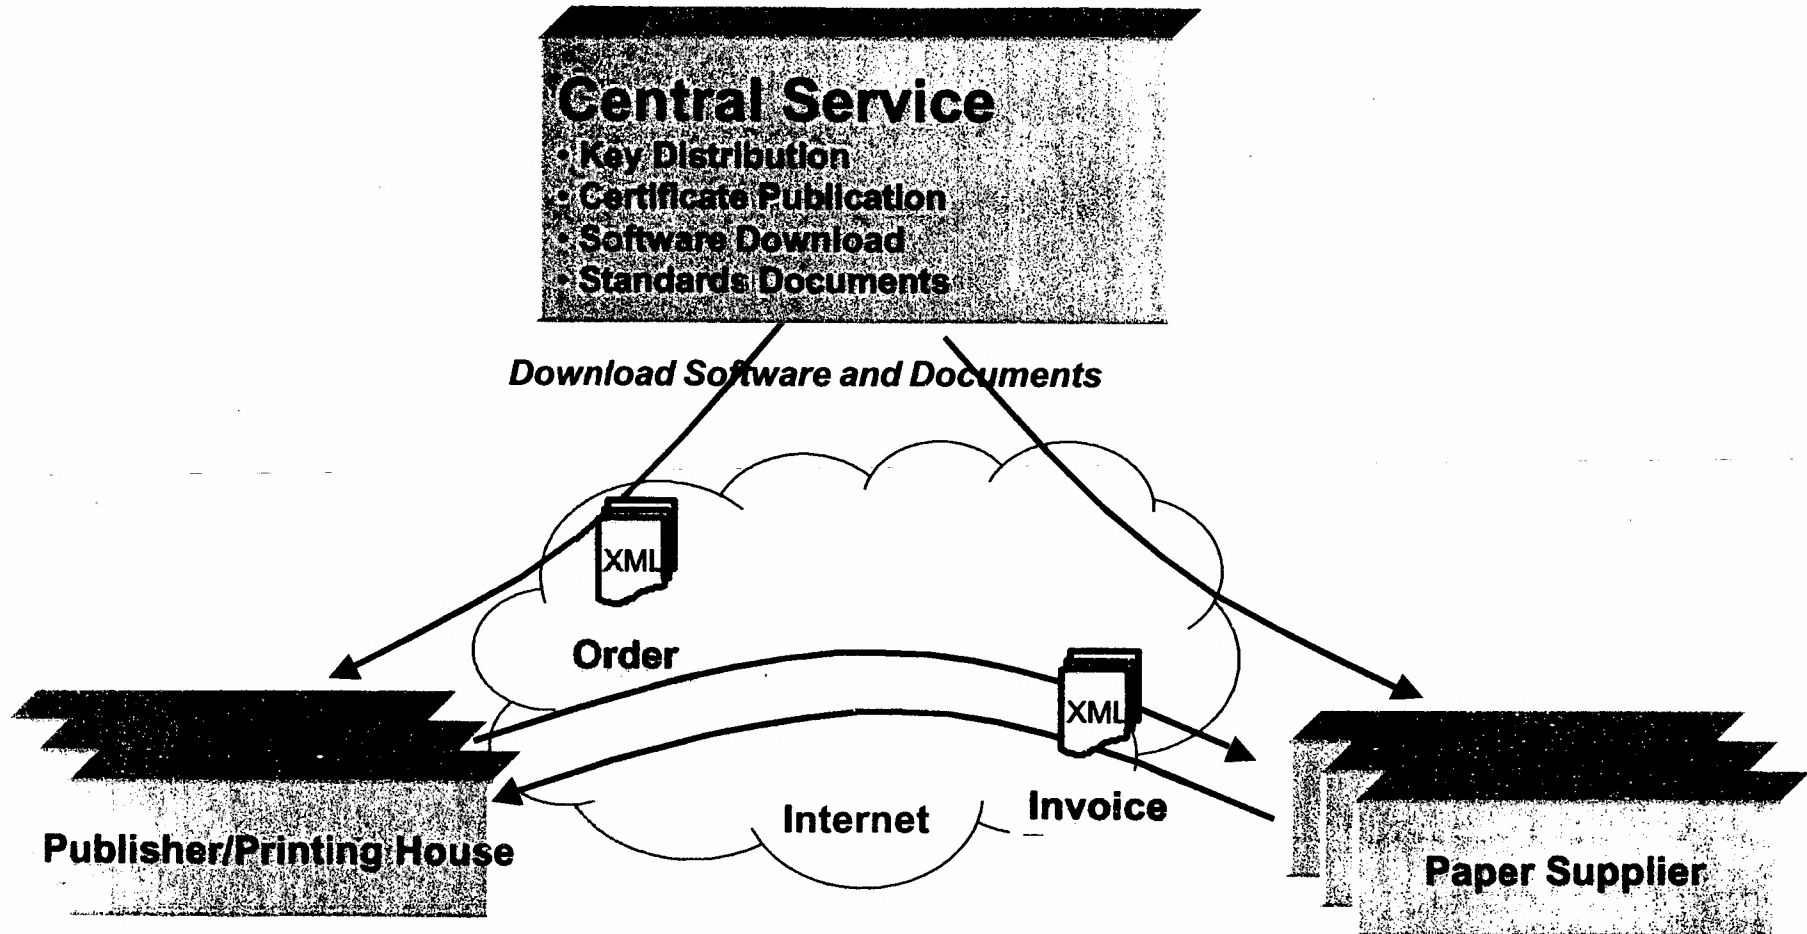 Central Service
• Key Distribution
• Certificate Publication
• Software Download
• Standards Documents
Download Software and Documents
XML
Order
XML
Internet
Invoice
Publisher/Printing House
Paper Supplier